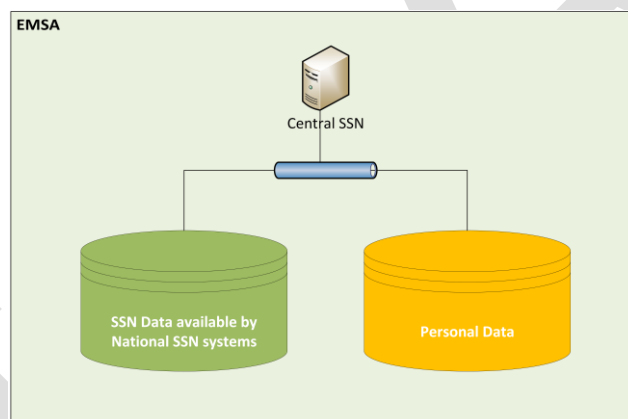 EMSA
Central SSN
SSN Data available by
National SSN systems
Personal Data